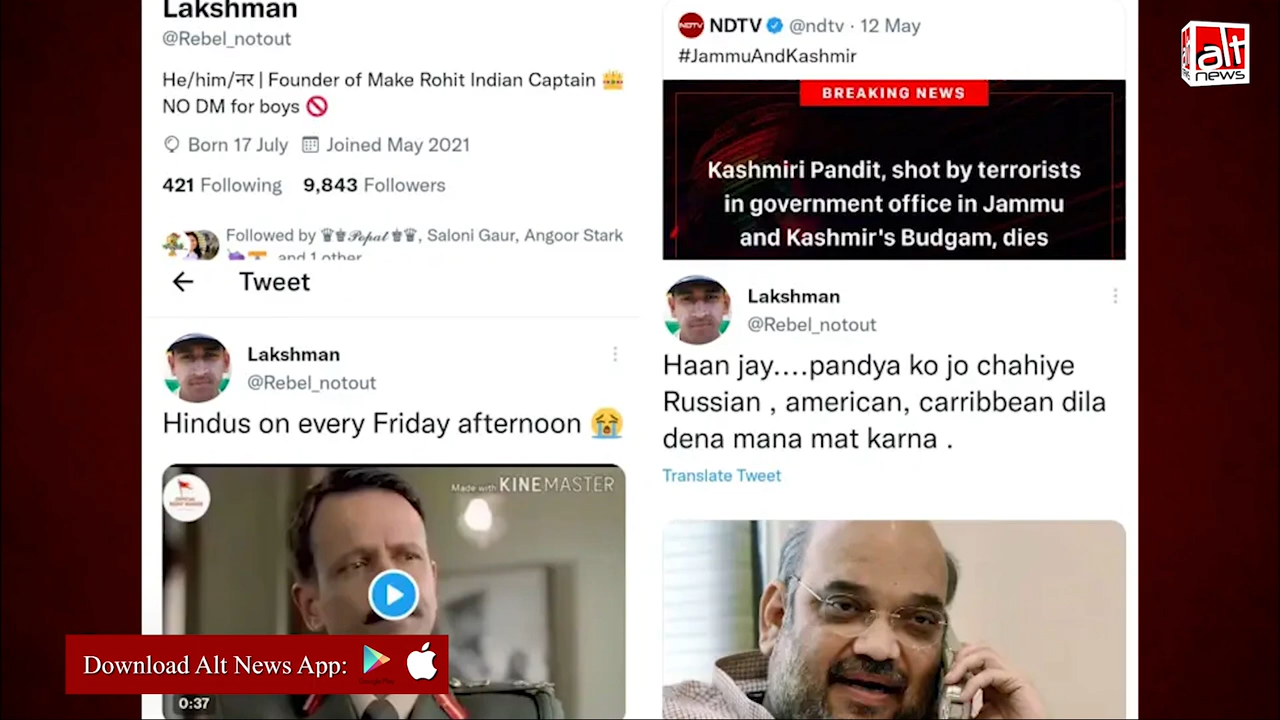 Lakshman
@Rebel_notout
He/him/नर | Founder of Make Rohit Indian Captain 👑
NO DM for boys 🚫
Born 17 July Joined May 2021
421 Following 9,843 Followers
Followed by ♛♚𝒫𝑜𝓅𝒶𝓁♚♛, Saloni Gaur, Angoor Stark
and 1 other
← Tweet
Lakshman
@Rebel_notout
Hindus on every Friday afternoon 😭
Made with KINEMASTER
0:37
NDTV @ndtv · 12 May
#JammuAndKashmir
BREAKING NEWS
Kashmiri Pandit, shot by terrorists
in government office in Jammu
and Kashmir's Budgam, dies
Lakshman
@Rebel_notout
Haan jay....pandya ko jo chahiye
Russian , american, carribbean dila
dena mana mat karna .
Translate Tweet
alt
news
Download Alt News App:
Google Play